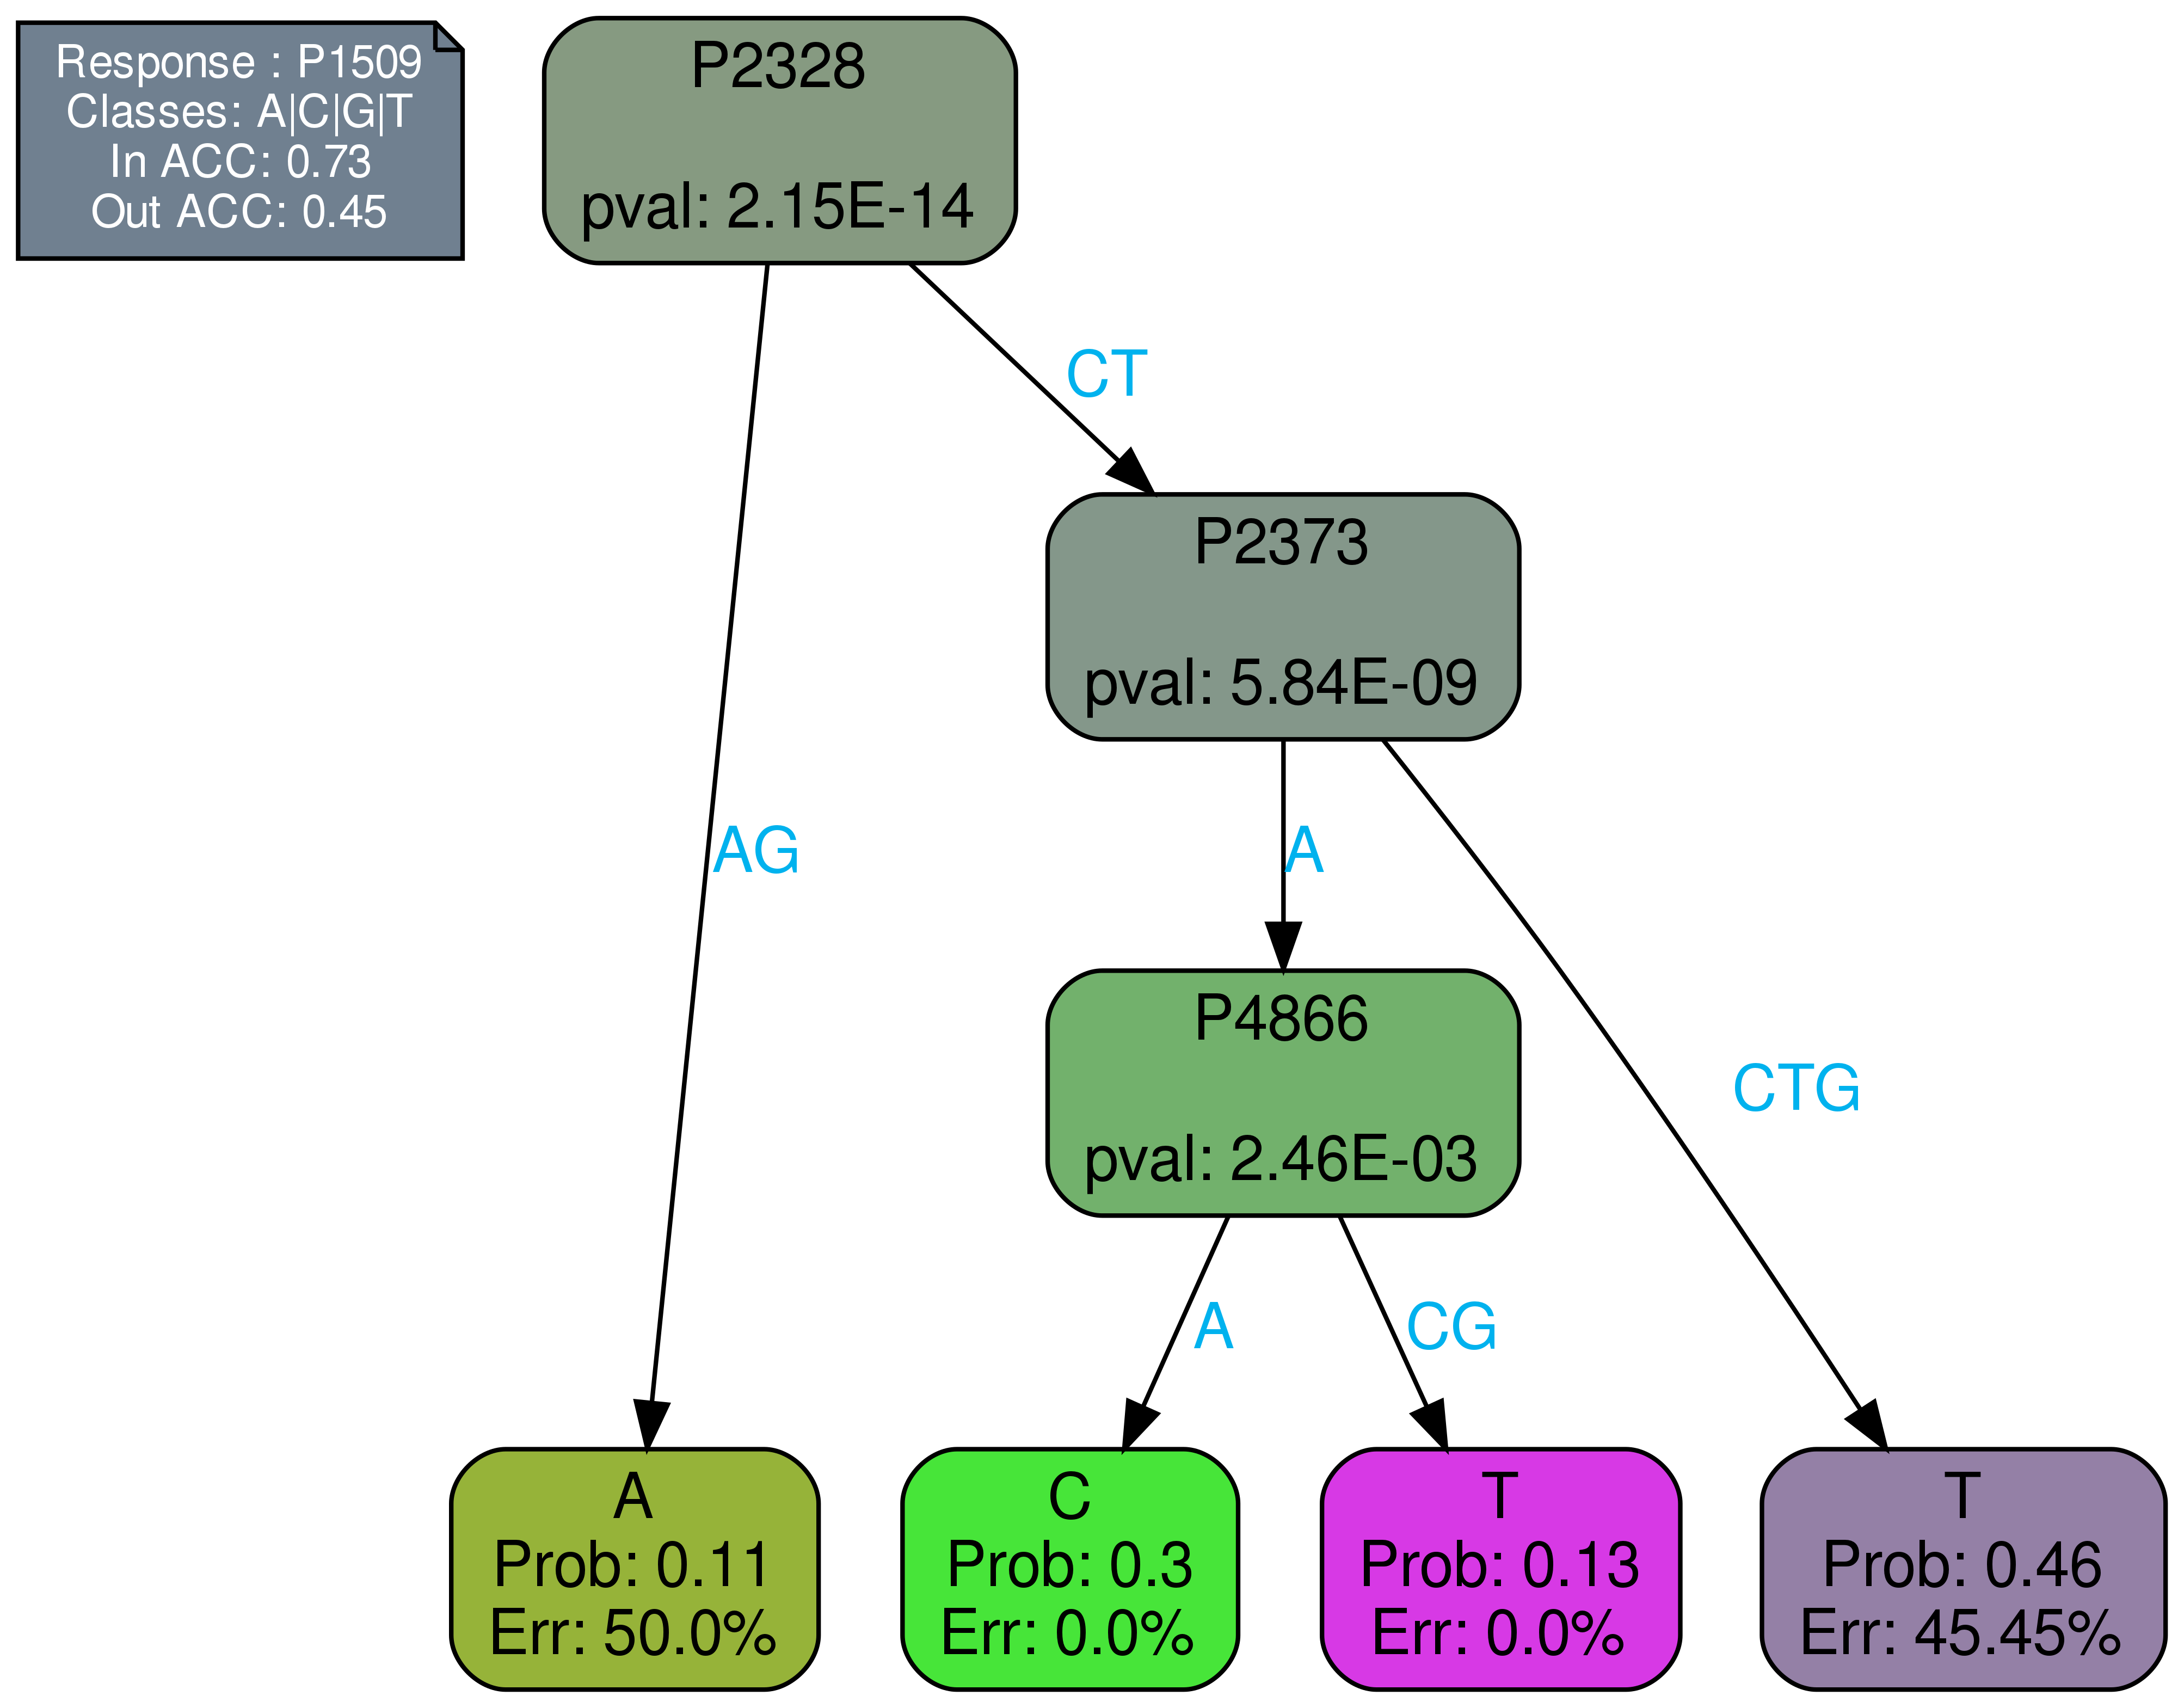 Response : P1509
Classes: A|C|G|T
In ACC: 0.73
Out ACC: 0.45
P2328
pval: 2.15E-14
CT
P2373
pval: 5.84E-09
AG
A
CTG
P4866
pval: 2.46E-03
A
CG
A
Prob: 0.11
Err: 50.0%
C
Prob: 0.3
Err: 0.0%
T
Prob: 0.13
Err: 0.0%
T
Prob: 0.46
Err: 45.45%